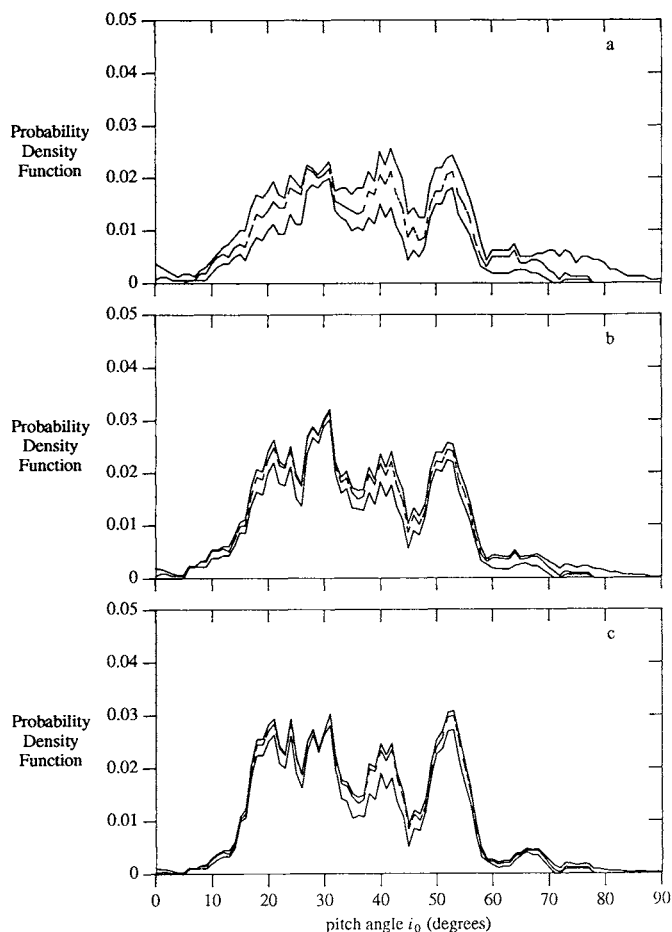 0.05
a
0.04
0.03
Probability
Density
Function
0.02
0.01
0
0.05
b
0.04
0.03
Probability
Density
Function
0.02
0.01
0
0.05
c
0.04
0.03
Probability
Density
Function
0.02
0.01
0
0 10 20 30 40 50 60 70 80 90
pitch angle i₀ (degrees)